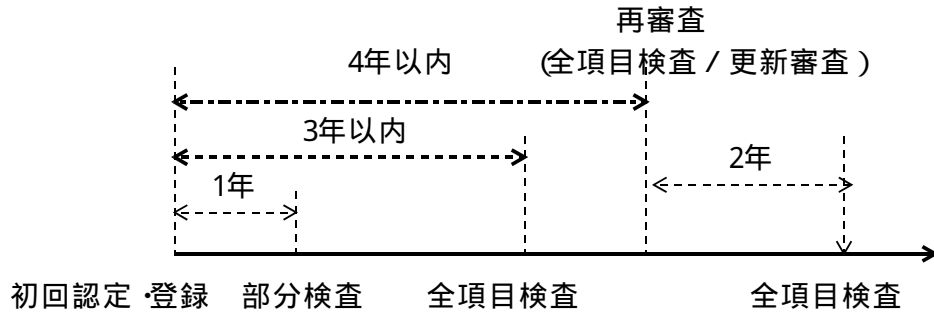 再審査
4年以内 (全項目検査/更新審査)
3年以内
2年
1年
初回認定・登録 部分検査 全項目検査 全項目検査